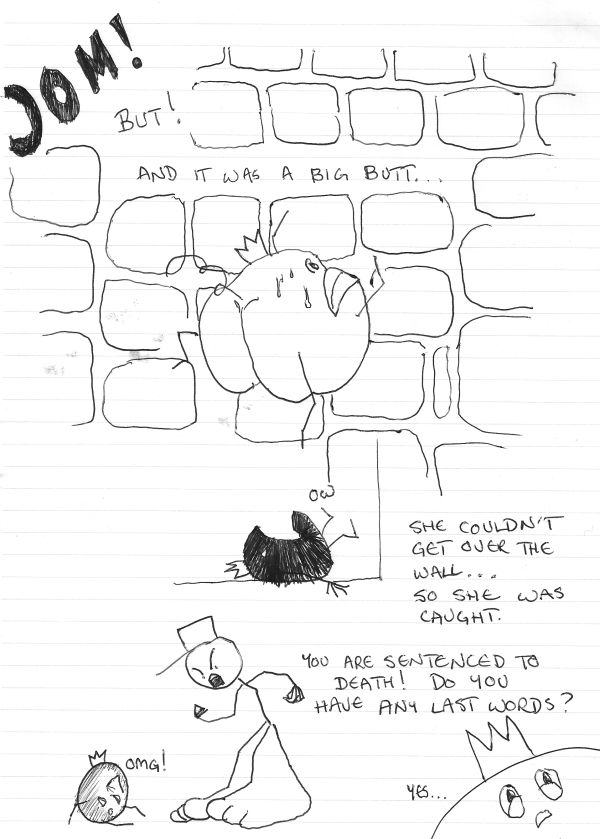 OOM!
BUT!
AND IT WAS A BIG BUTT...
OW
SHE COULDN'T
GET OVER THE
WALL...
SO SHE WAS
CAUGHT.
YOU ARE SENTENCED TO
DEATH! DO YOU
HAVE ANY LAST WORDS?
OMG!
YES...